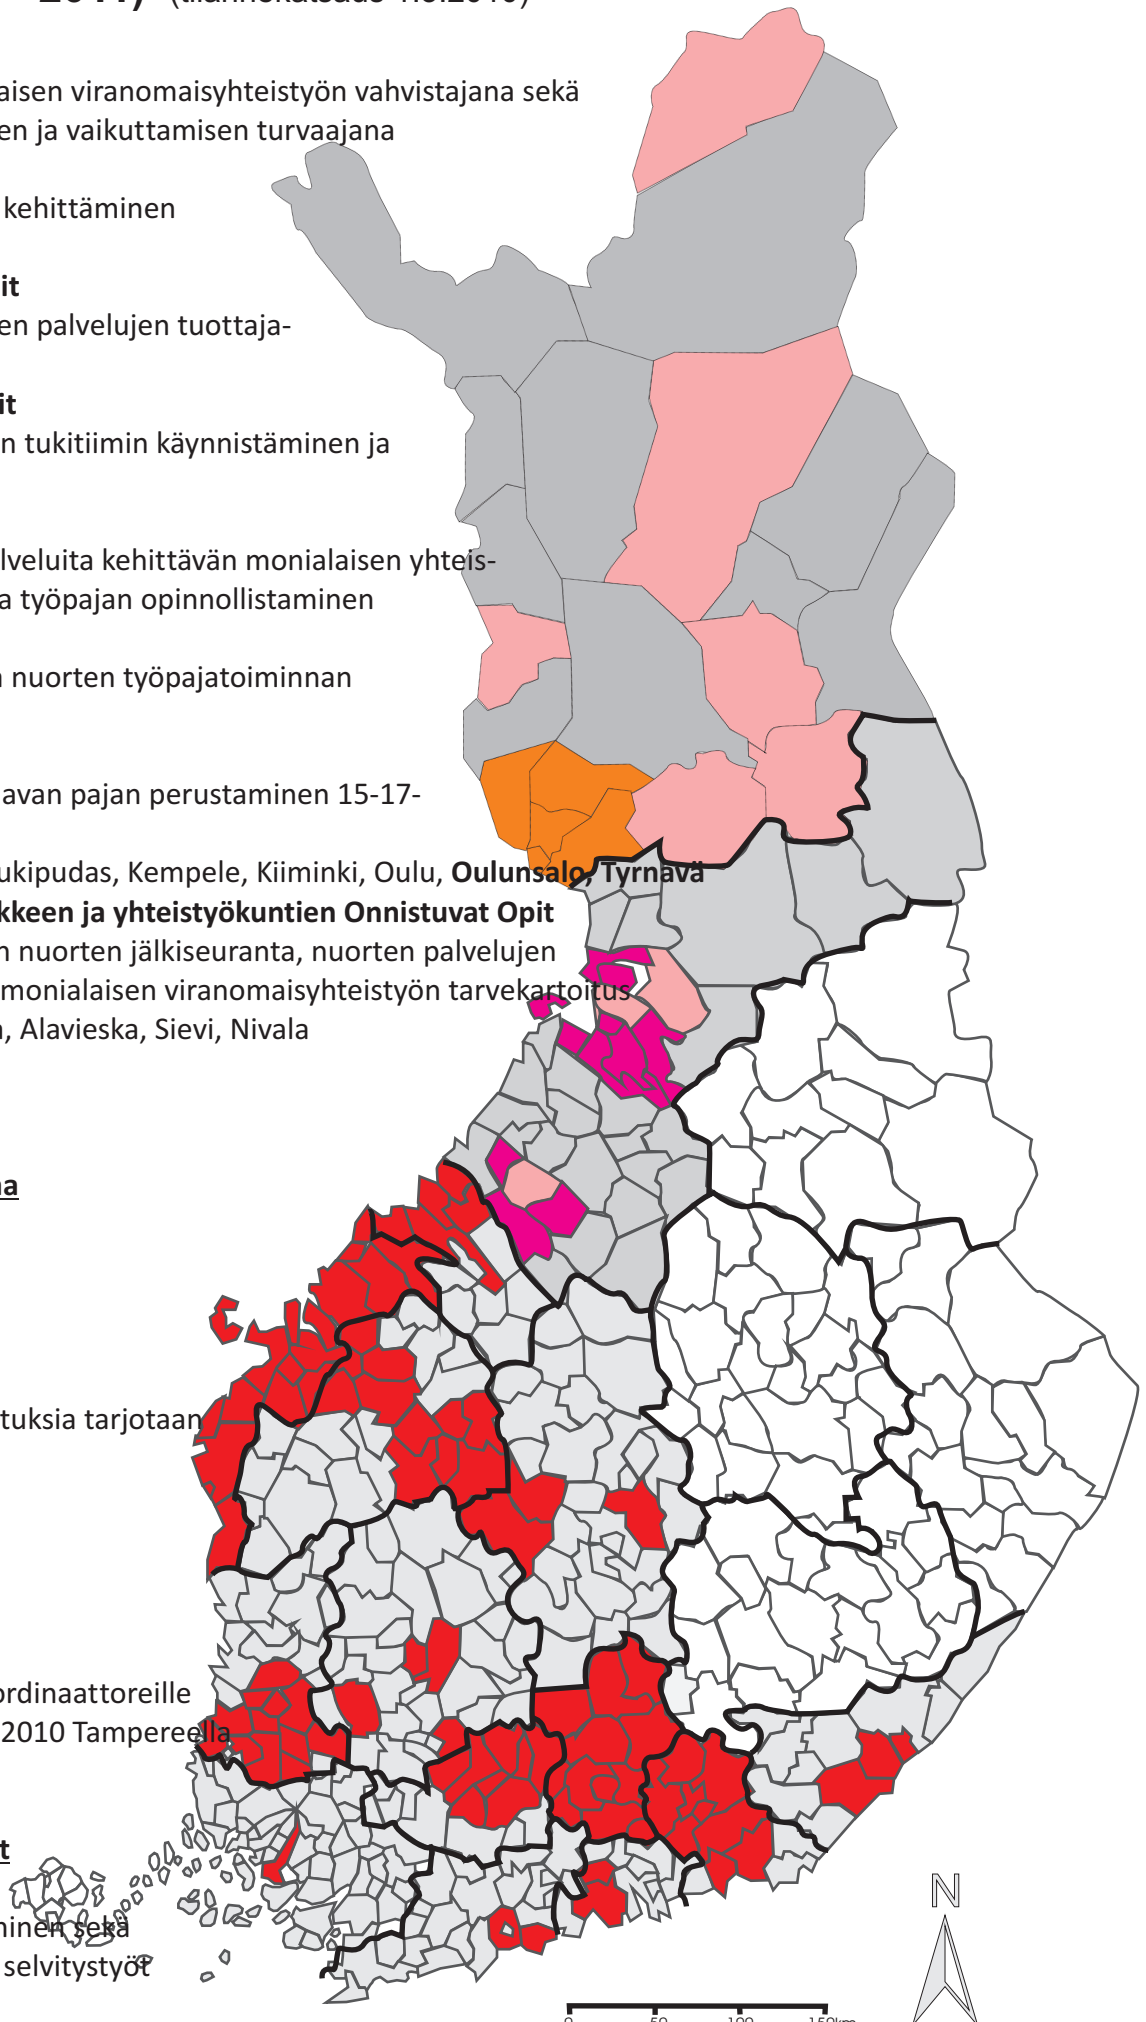 aisen viranomaisyhteistyön vahvistajana sekä
en ja vaikuttamisen turvaajana
kehittäminen
it
en palvelujen tuottaja-
it
n tukitiimin käynnistäminen ja
lveluita kehittävän monialaisen yhteis-
a työpajan opinnollistaminen
n nuorten työpajatoiminnan
avan pajan perustaminen 15-17-
ukipudas, Kempele, Kiiminki, Oulu, Oulunsalo, Tyrnävä
kkeen ja yhteistyökuntien Onnistuvat Opit
n nuorten jälkiseuranta, nuorten palvelujen
monialaisen viranomaisyhteistyön tarvekartoitus
a, Alavieska, Sievi, Nivala
na
tuksia tarjotaan
ordinaattoreille
2010 Tampereella
t
minen sekä
selvitystyöt
N
0 50 100 150km